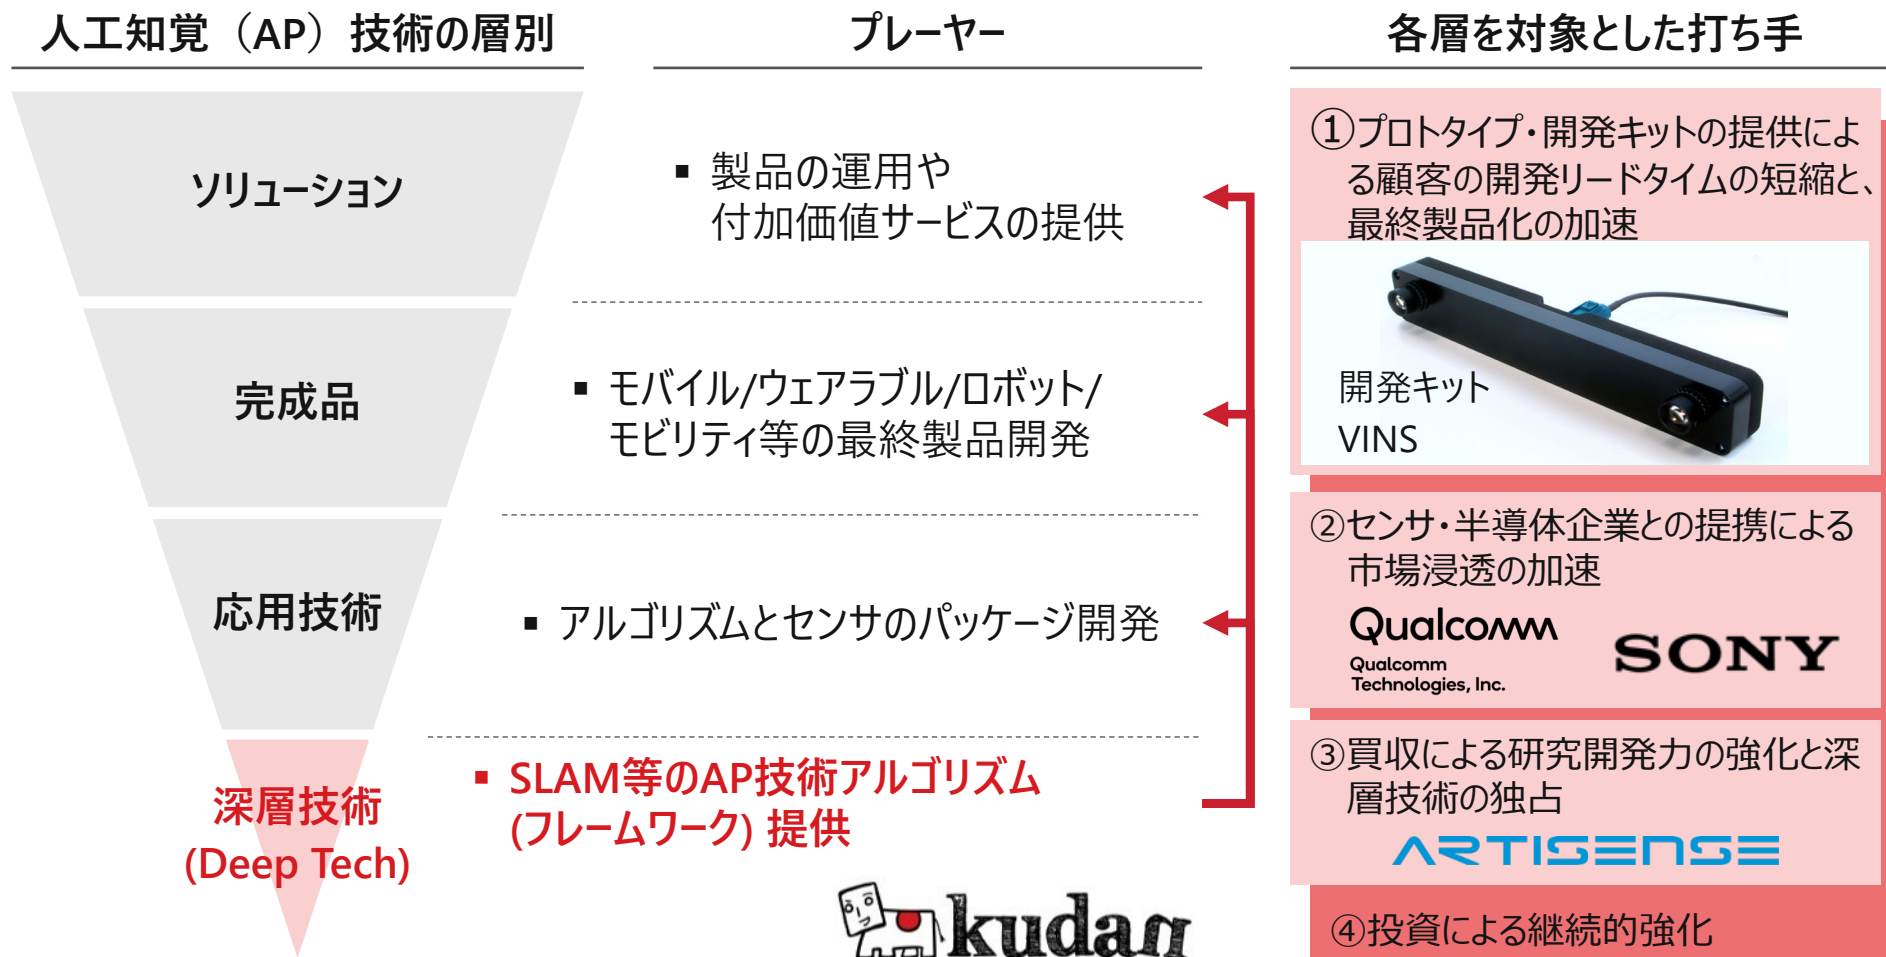 人工知覚（AP）技術の層別
プレーヤー
各層を対象とした打ち手
ソリューション
▪ 製品の運用や
付加価値サービスの提供
①プロトタイプ・開発キットの提供によ
る顧客の開発リードタイムの短縮と、
最終製品化の加速
開発キット
VINS
完成品
▪ モバイル/ウェアラブル/ロボット/
モビリティ等の最終製品開発
応用技術
▪ アルゴリズムとセンサのパッケージ開発
②センサ・半導体企業との提携による
市場浸透の加速
Qualcomm
Qualcomm
Technologies, Inc.
SONY
深層技術
(Deep Tech)
▪ SLAM等のAP技術アルゴリズム
(フレームワーク) 提供
kudan
③買収による研究開発力の強化と深
層技術の独占
ARTISENSE
④投資による継続的強化